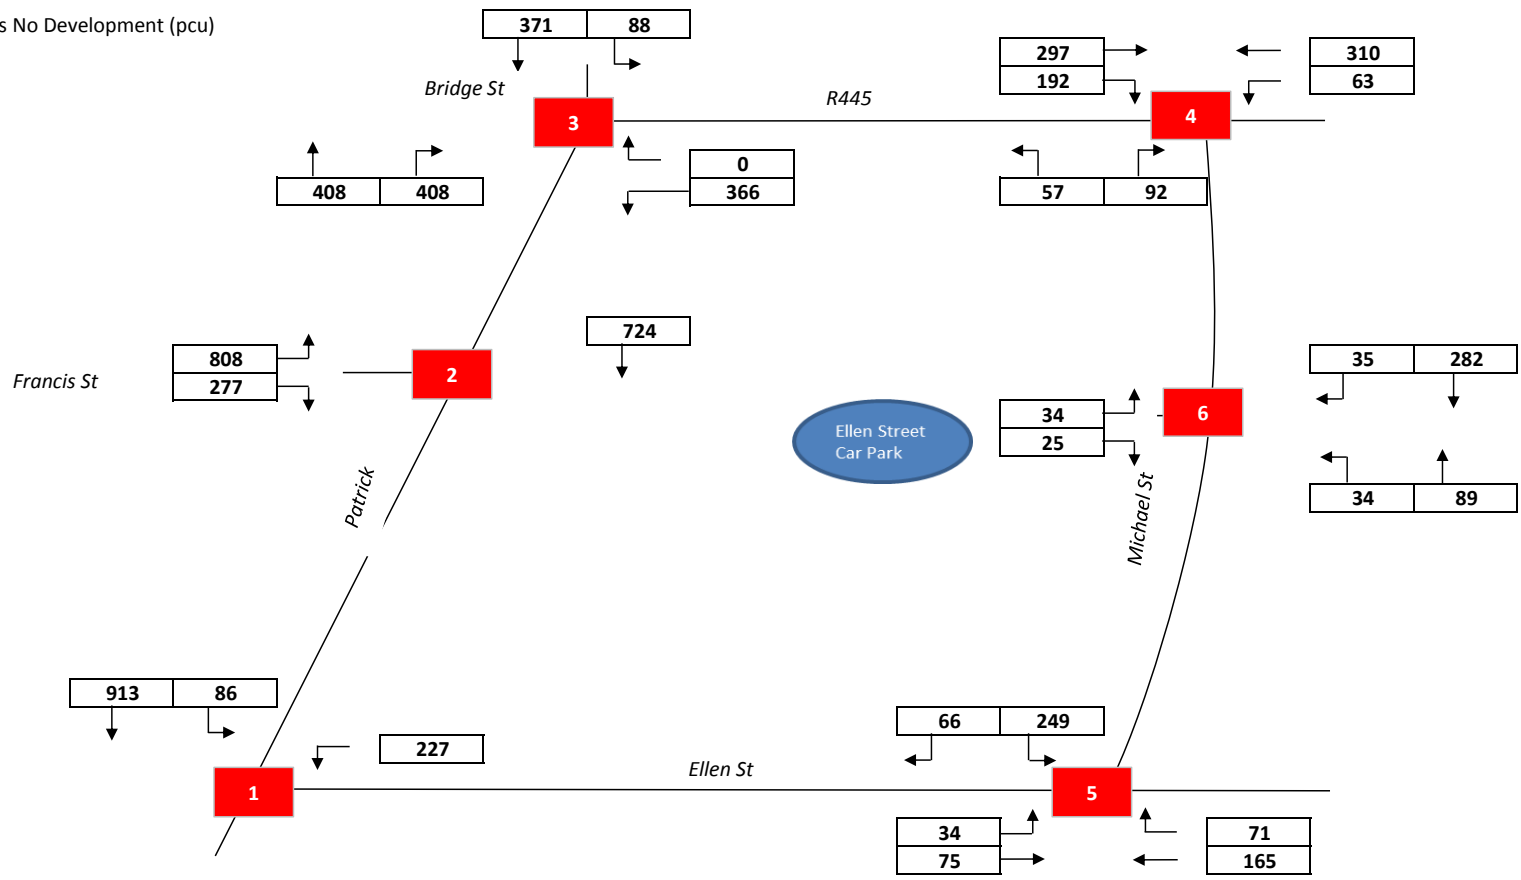 s No Development (pcu)
371 88
297 310
192 63
Bridge St
R445
3
4
0
366
408 408
57 92
724
808
277
Francis St
2
35 282
34
25
6
Ellen Street
Car Park
34 89
Patrick
Michael St
913 86
66 249
227
Ellen St
1
5
34 71
75 165